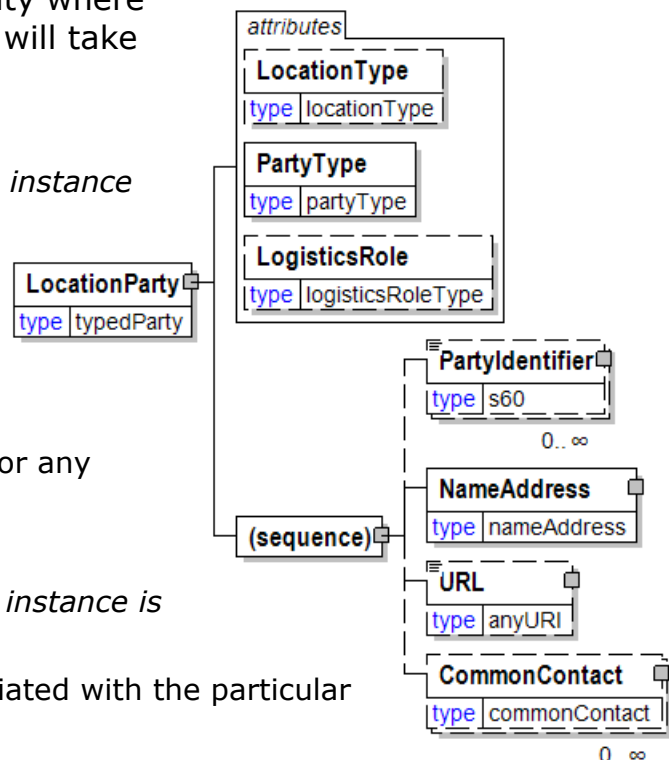 ity where
will take
instance
or any
instance is
iated with the particular
attributes
LocationType
type locationType
PartyType
type partyType
LogisticsRole
type logisticsRoleType
LocationParty
type typedParty
(sequence)
PartyIdentifier
type s60
0.. ∞
NameAddress
type nameAddress
URL
type anyURI
CommonContact
type commonContact
0.. ∞